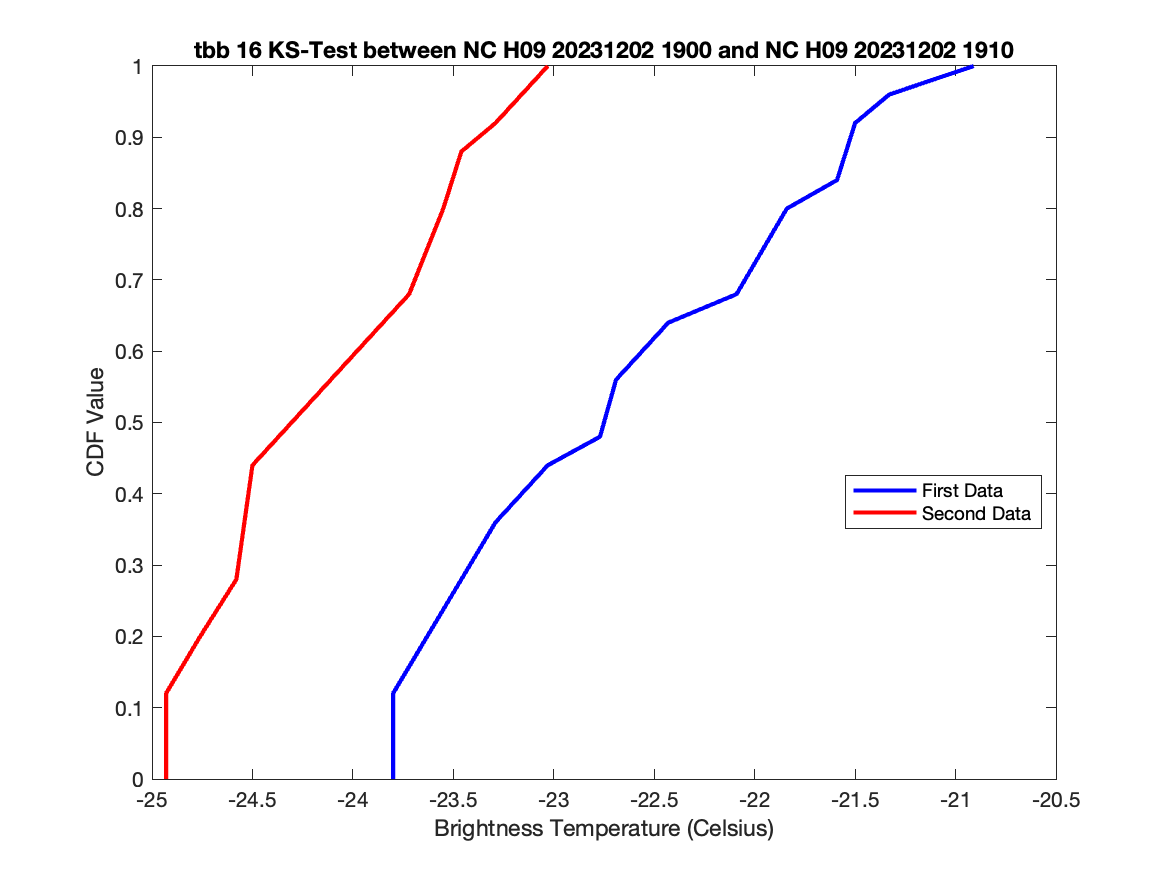 tbb 16 KS-Test between NC H09 20231202 1900 and NC H09 20231202 1910
1
0.9
0.8
0.7
0.6
0.5
0.4
0.3
0.2
0.1
0
CDF Value
First Data
Second Data
-25 -24.5 -24 -23.5 -23 -22.5 -22 -21.5 -21 -20.5
Brightness Temperature (Celsius)